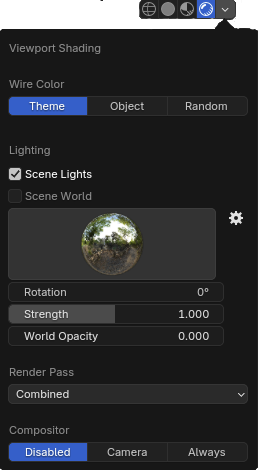 Viewport Shading
Wire Color
Theme Object Random
Lighting
Scene Lights
Scene World
Rotation 0°
Strength 1.000
World Opacity 0.000
Render Pass
Combined
Compositor
Disabled Camera Always